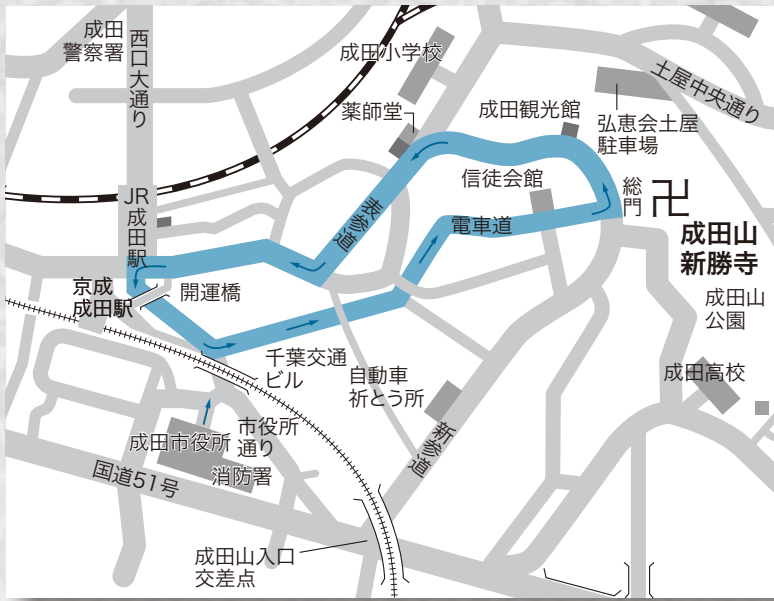 成田
警察署
西口大通り
成田小学校
薬師堂
成田観光館
弘恵会土屋
駐車場
土屋中央通り
信徒会館
総門
卍
成田山
新勝寺
JR成田駅
表参道
電車道
京成
成田駅
開運橋
成田山
公園
千葉交通
ビル
自動車
祈とう所
成田高校
成田市役所
市役所
通り
消防署
新参道
国道51号
成田山入口
交差点